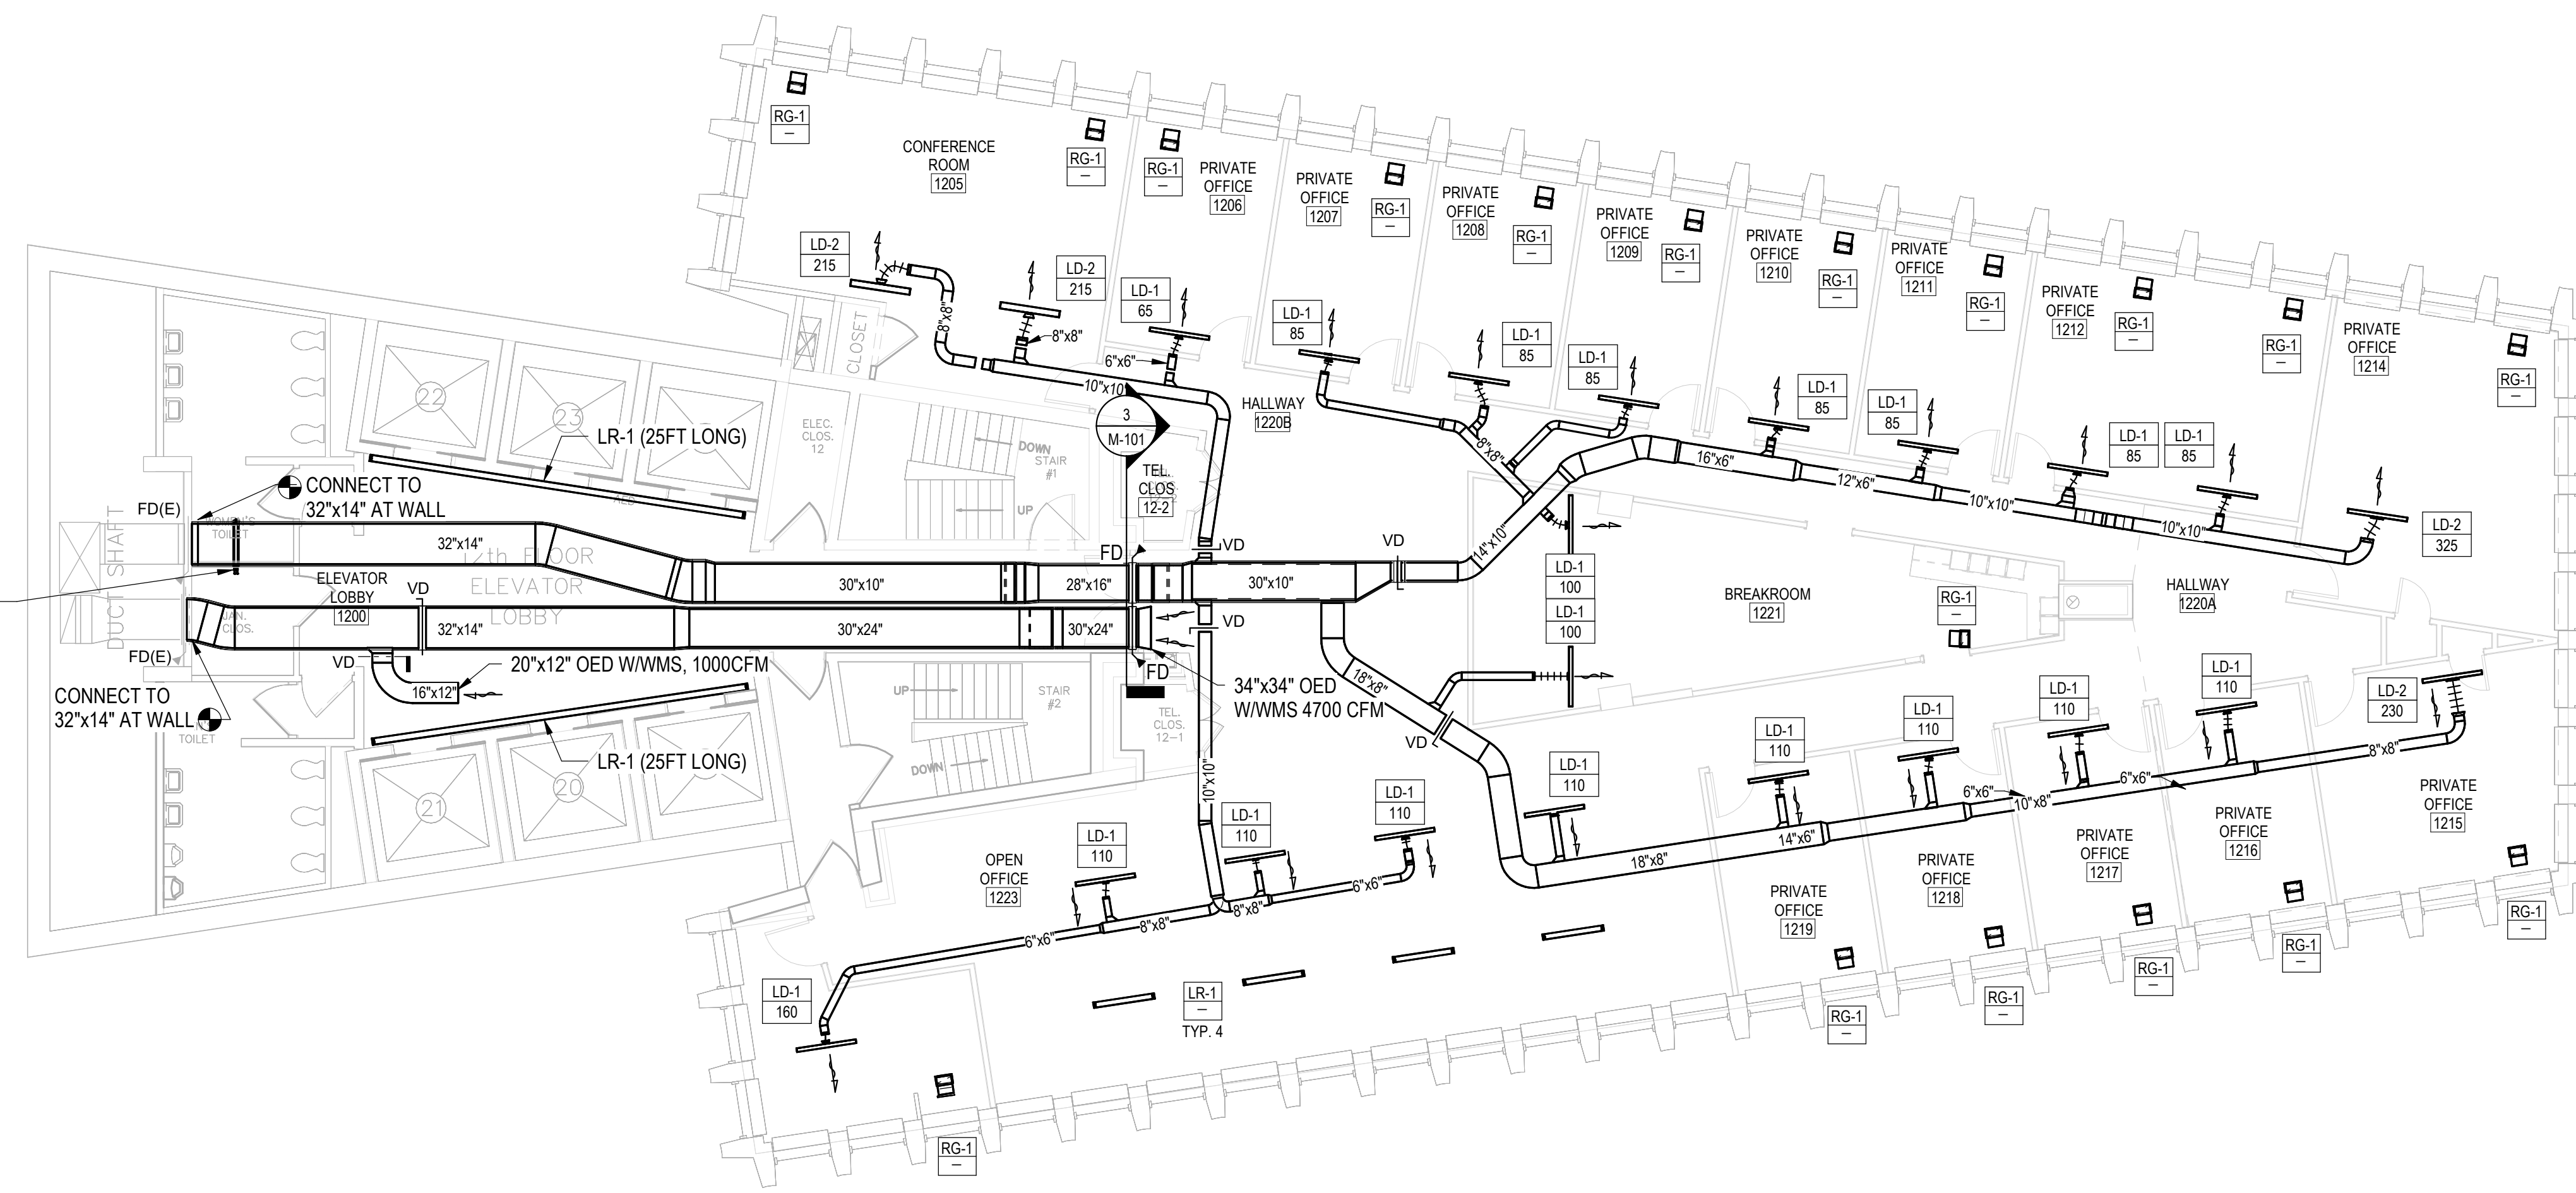 RG-1
—
CONFERENCE
ROOM
1205
RG-1
—
RG-1
—
PRIVATE
OFFICE
1206
PRIVATE
OFFICE
1207
RG-1
—
PRIVATE
OFFICE
1208
RG-1
—
PRIVATE
OFFICE
1209
RG-1
—
PRIVATE
OFFICE
1210
RG-1
—
PRIVATE
OFFICE
1211
RG-1
—
PRIVATE
OFFICE
1212
RG-1
—
RG-1
—
PRIVATE
OFFICE
1214
RG-1
—
LD-2
215
8"x8"
LD-2
215
8"x8"
LD-1
65
6"x6"
10"x10"
LD-1
85
LD-1
85
LD-1
85
LD-1
85
LD-1
85
LD-1
85
LD-1
85
LD-2
325
CLOSET
ELEC.
CLOS.
12
DOWN
STAIR
#1
UP
3
M-101
TEL.
CLOS
12-2
HALLWAY
1220B
8"x8"
16"x6"
12"x6"
10"x10"
10"x10"
14"x10"
22
23
LR-1 (25FT LONG)
AED
CONNECT TO
32"x14" AT WALL
FD(E)
WOMEN'S
TOILET
DUCT SHAFT
32"x14"
12th FLOOR
ELEVATOR
LOBBY
ELEVATOR
LOBBY
1200
30"x10"
28"x16"
FD
VD
30"x10"
VD
LD-1
100
LD-1
100
BREAKROOM
1221
RG-1
—
HALLWAY
1220A
JAN.
CLOS.
VD
32"x14"
30"x24"
30"x24"
VD
FD
FD(E)
VD
16"x12"
20"x12" OED W/WMS, 1000CFM
CONNECT TO
32"x14" AT WALL
TOILET
LR-1 (25FT LONG)
21
20
UP
STAIR
#2
DOWN
TEL.
CLOS.
12-1
34"x34" OED
W/WMS 4700 CFM
18"x8"
VD
10"x10"
LD-1
110
LD-1
110
LD-1
110
LD-1
110
LD-1
110
LD-1
110
LD-1
110
LD-1
110
LD-2
230
OPEN
OFFICE
1223
6"x6"
8"x8"
8"x8"
6"x6"
18"x8"
14"x6"
6"x6"
10"x8"
6"x6"
8"x8"
PRIVATE
OFFICE
1219
PRIVATE
OFFICE
1218
PRIVATE
OFFICE
1217
PRIVATE
OFFICE
1216
PRIVATE
OFFICE
1215
LD-1
160
LR-1
—
TYP. 4
RG-1
—
RG-1
—
RG-1
—
RG-1
—
RG-1
—
RG-1
—